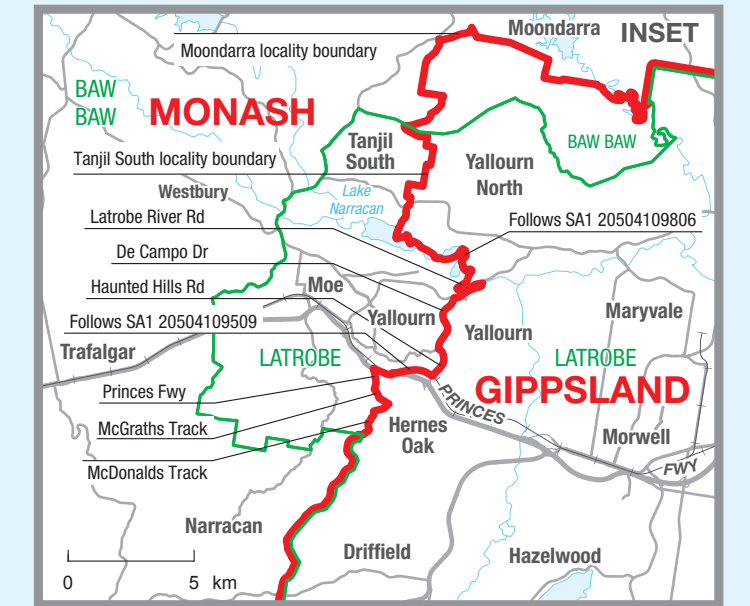 Moondarra
INSET
Moondarra locality boundary
BAW
BAW
MONASH
Tanjil
South
BAW BAW
Tanjil South locality boundary
Yallourn
North
Westbury
Lake
Narracan
Latrobe River Rd
Follows SA1 20504109806
De Campo Dr
Haunted Hills Rd
Moe
Maryvale
Follows SA1 20504109509
Yallourn
Yallourn
Trafalgar
LATROBE
LATROBE
Princes Fwy
GIPPSLAND
PRINCES
McGraths Track
Hernes
Oak
Morwell
FWY
McDonalds Track
Narracan
Driffield
Hazelwood
0 5 km